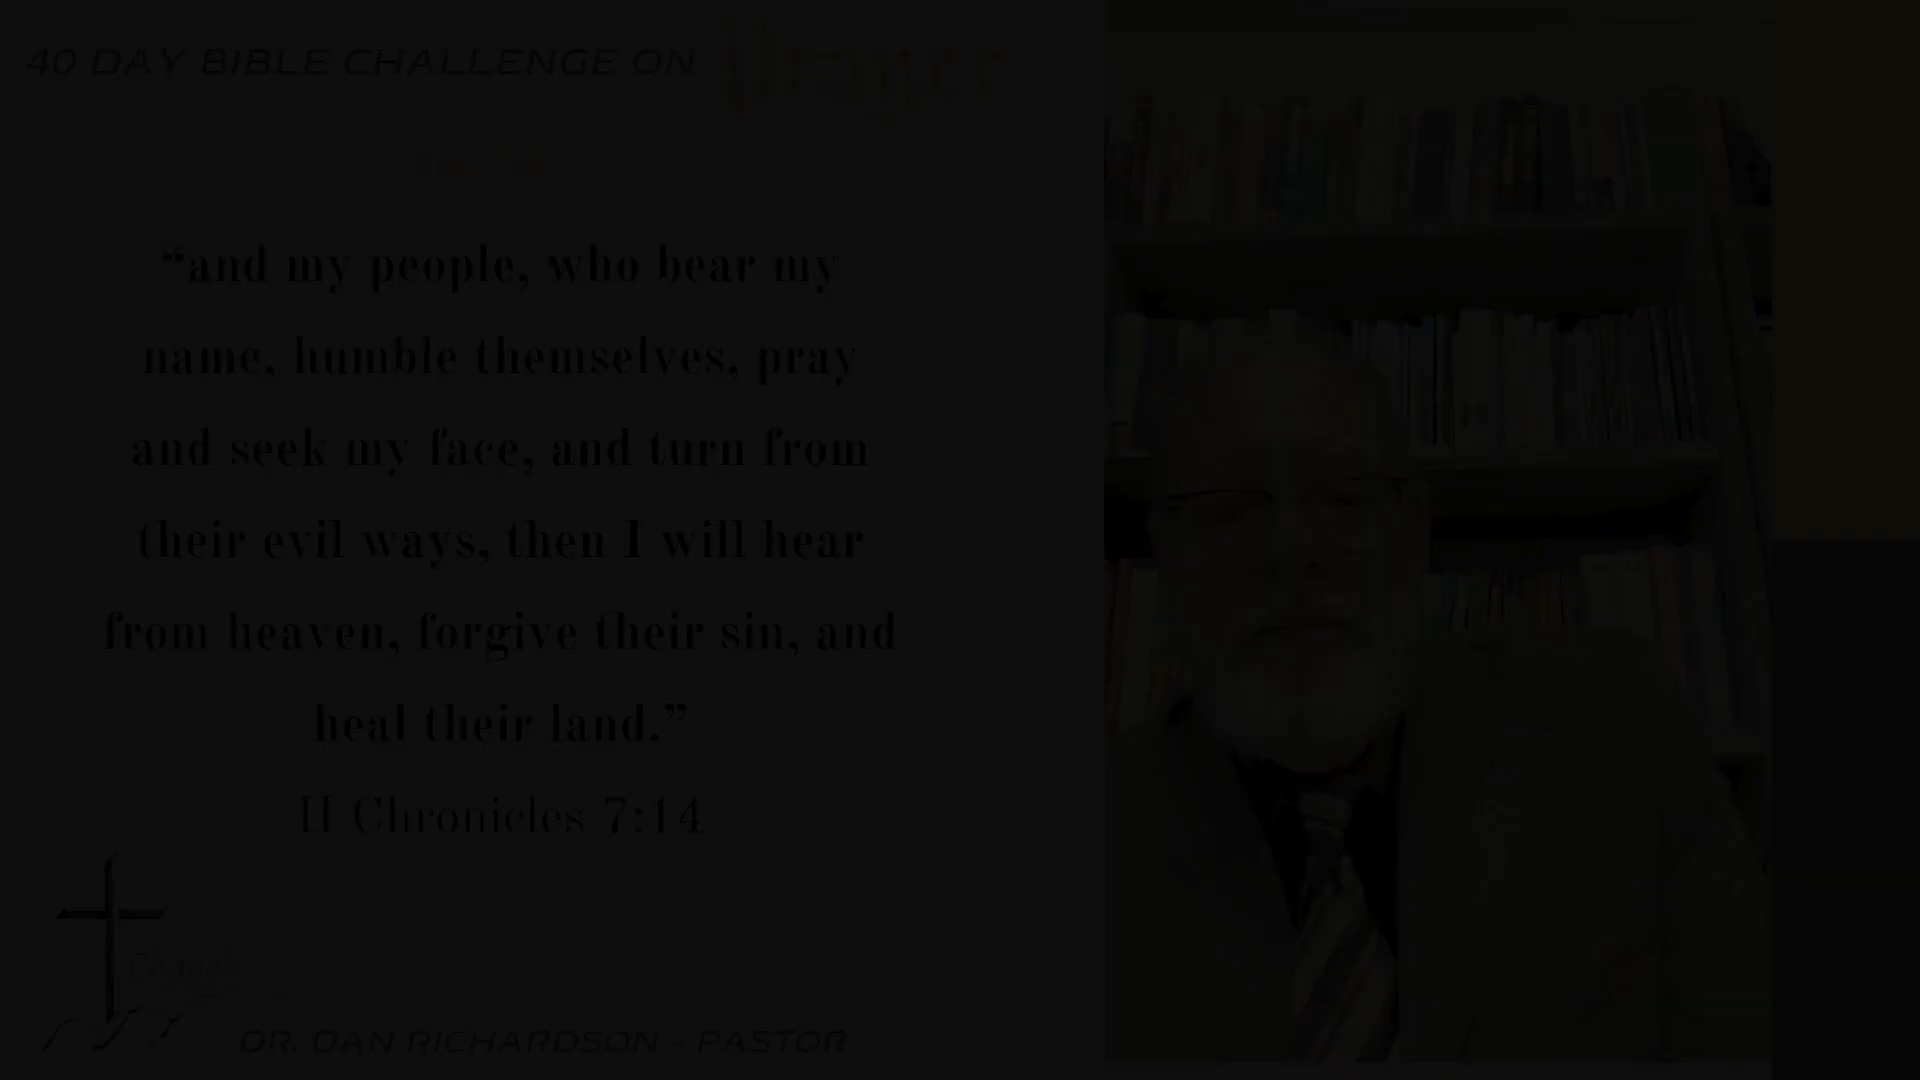 40 DAY BIBLE CHALLENGE ON Prayer
“and my people, who bear my
name, humble themselves, pray
and seek my face, and turn from
their evil ways, then I will hear
from heaven, forgive their sin, and
heal their land.”
II Chronicles 7:14
DR. DAN RICHARDSON - PASTOR